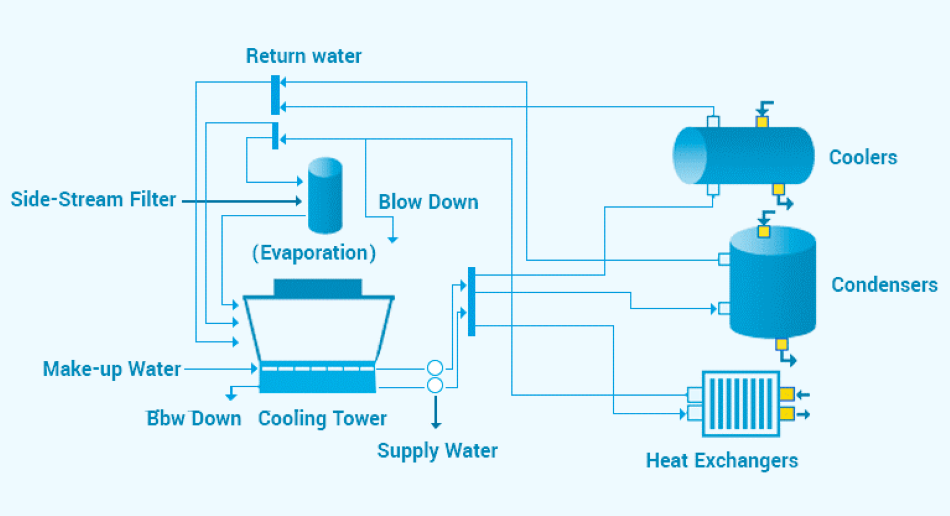 Return water
Coolers
Side-Stream Filter
Blow Down
(Evaporation)
Condensers
Make-up Water
Bbw Down
Cooling Tower
Supply Water
Heat Exchangers